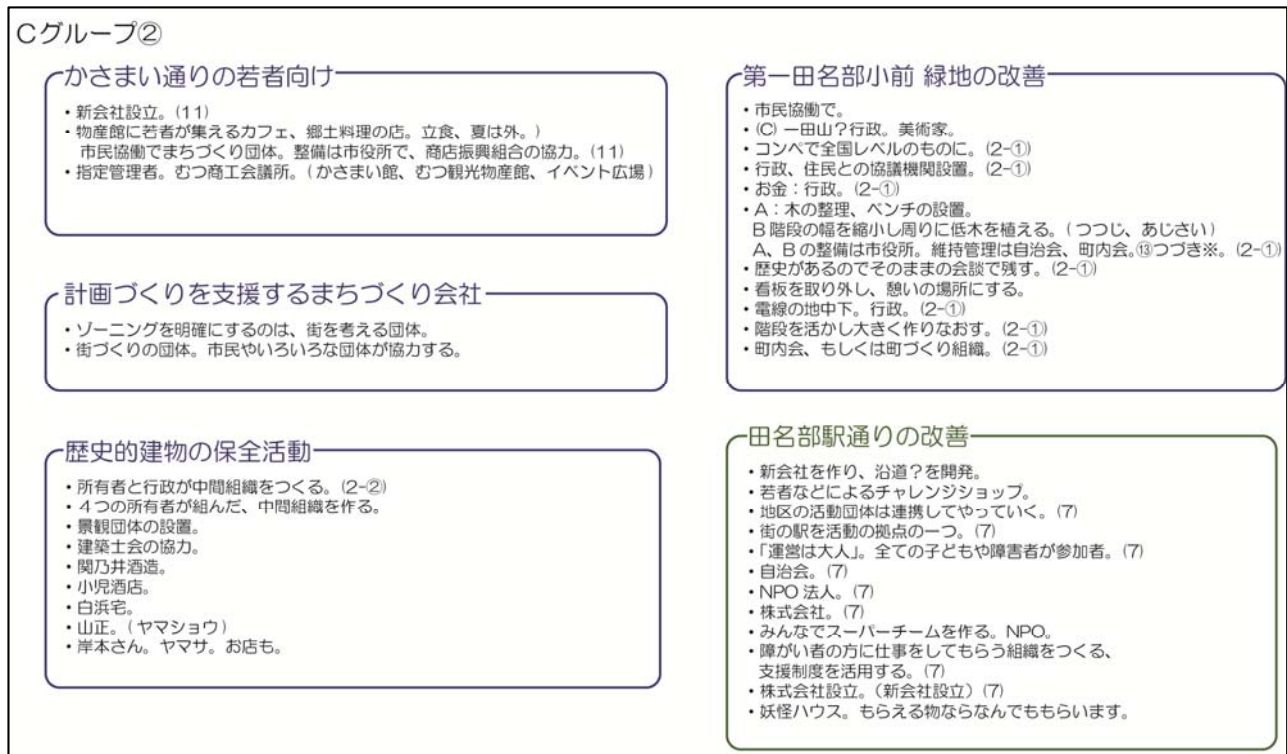 Cグループ②
かさまい通りの若者向け
・新会社設立。(11)
・物産館に若者が集えるカフェ、郷土料理の店。立食、夏は外。)
市民協働でまちづくり団体。整備は市役所で、商店振興組合の協力。(11)
・指定管理者。むつ商工会議所。(かさまい館、むつ観光物産館、イベント広場)
計画づくりを支援するまちづくり会社
・ゾーニングを明確にするのは、街を考える団体。
・街づくりの団体。市民やいろいろな団体が協力する。
歴史的建物の保全活動
・所有者と行政が中間組織をつくる。(2-②)
・4つの所有者が組んだ、中間組織を作る。
・景観団体の設置。
・建築士会の協力。
・関乃井酒造。
・小児酒店。
・白浜宅。
・山正。(ヤマショウ)
・岸本さん。ヤマサ。お店も。
第一田名部小前 緑地の改善
・市民協働で。
・(C) 一田山?行政。美術家。
・コンペで全国レベルのものに。(2-①)
・行政、住民との協議機関設置。(2-①)
・お金:行政。(2-①)
・A:木の整理、ベンチの設置。
B 階段の幅を縮小し周りに低木を植える。(つつじ、あじさい)
A、B の整備は市役所。維持管理は自治会、町内会。⑬つづき※。(2-①)
・歴史があるのでそのままの会談で残す。(2-①)
・看板を取り外し、憩いの場所にする。
・電線の地中下。行政。(2-①)
・階段を活かし大きく作りなおす。(2-①)
・町内会、もしくは町づくり組織。(2-①)
田名部駅通りの改善
・新会社を作り、沿道?を開発。
・若者などによるチャレンジショップ。
・地区の活動団体は連携してやっていく。(7)
・街の駅を活動の拠点の一つ。(7)
・「運営は大人」。全ての子どもや障害者が参加者。(7)
・自治会。(7)
・NPO 法人。(7)
・株式会社。(7)
・みんなでスーパーチームを作る。NPO。
・障がい者の方に仕事をしてもらう組織をつくる、
支援制度を活用する。(7)
・株式会社設立。(新会社設立)(7)
・妖怪ハウス。もらえる物ならなんでももらいます。